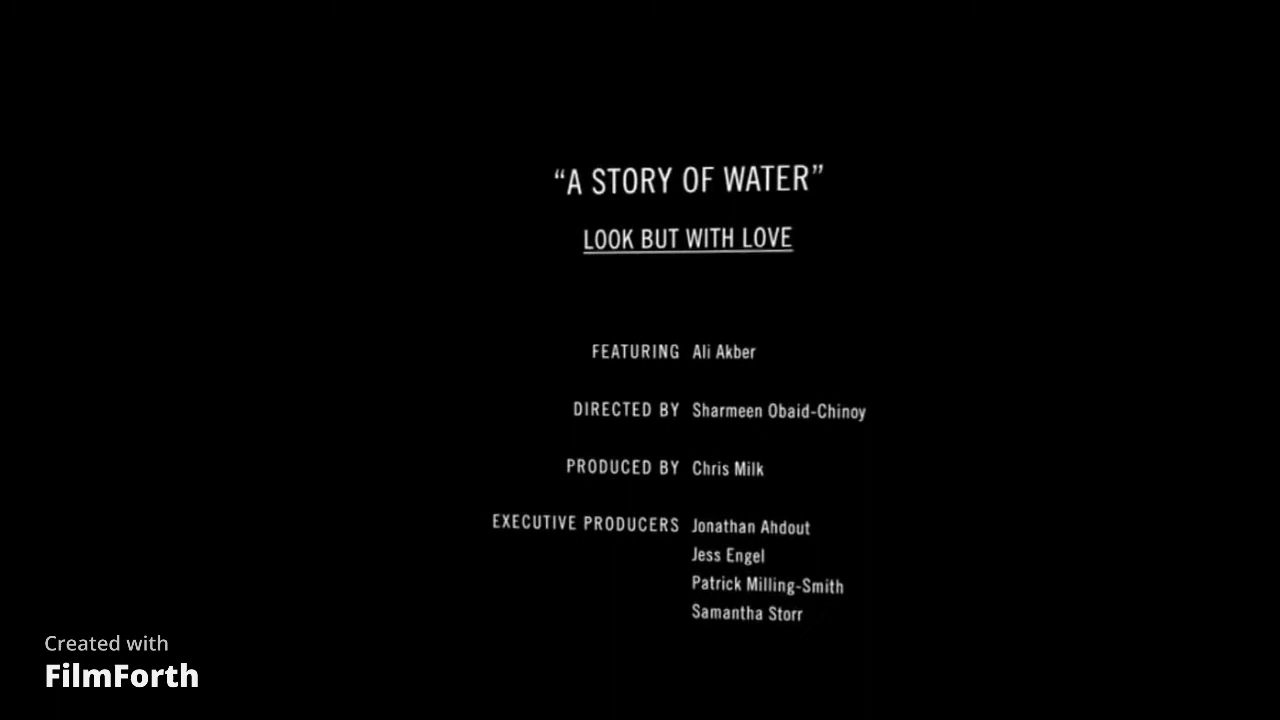 “A STORY OF WATER”
LOOK BUT WITH LOVE
FEATURING Ali Akber
DIRECTED BY Sharmeen Obaid-Chinoy
PRODUCED BY Chris Milk
EXECUTIVE PRODUCERS Jonathan Ahdout
Jess Engel
Patrick Milling-Smith
Samantha Storr
Created with
FilmForth